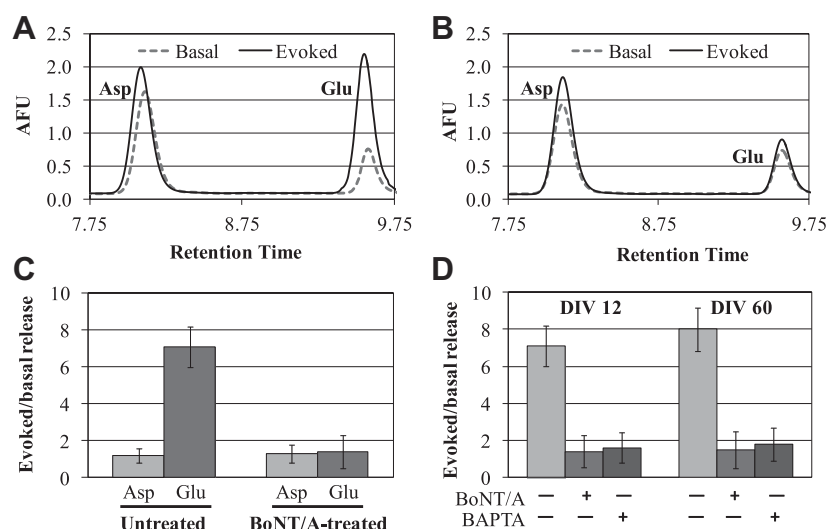 A
2.5
2.0
1.5
1.0
0.5
0.0
AFU
Basal Evoked
Asp
Glu
7.75 8.75 9.75
Retention Time
B
2.5
2.0
1.5
1.0
0.5
0.0
AFU
Basal Evoked
Asp
Glu
7.75 8.75 9.75
Retention Time
C
10
8
6
4
2
0
Evoked/basal release
Asp Glu Asp Glu
Untreated BoNT/A-treated
D
10
8
6
4
2
0
Evoked/basal release
DIV 12 DIV 60
BoNT/A — + — — + —
BAPTA — — + — — +